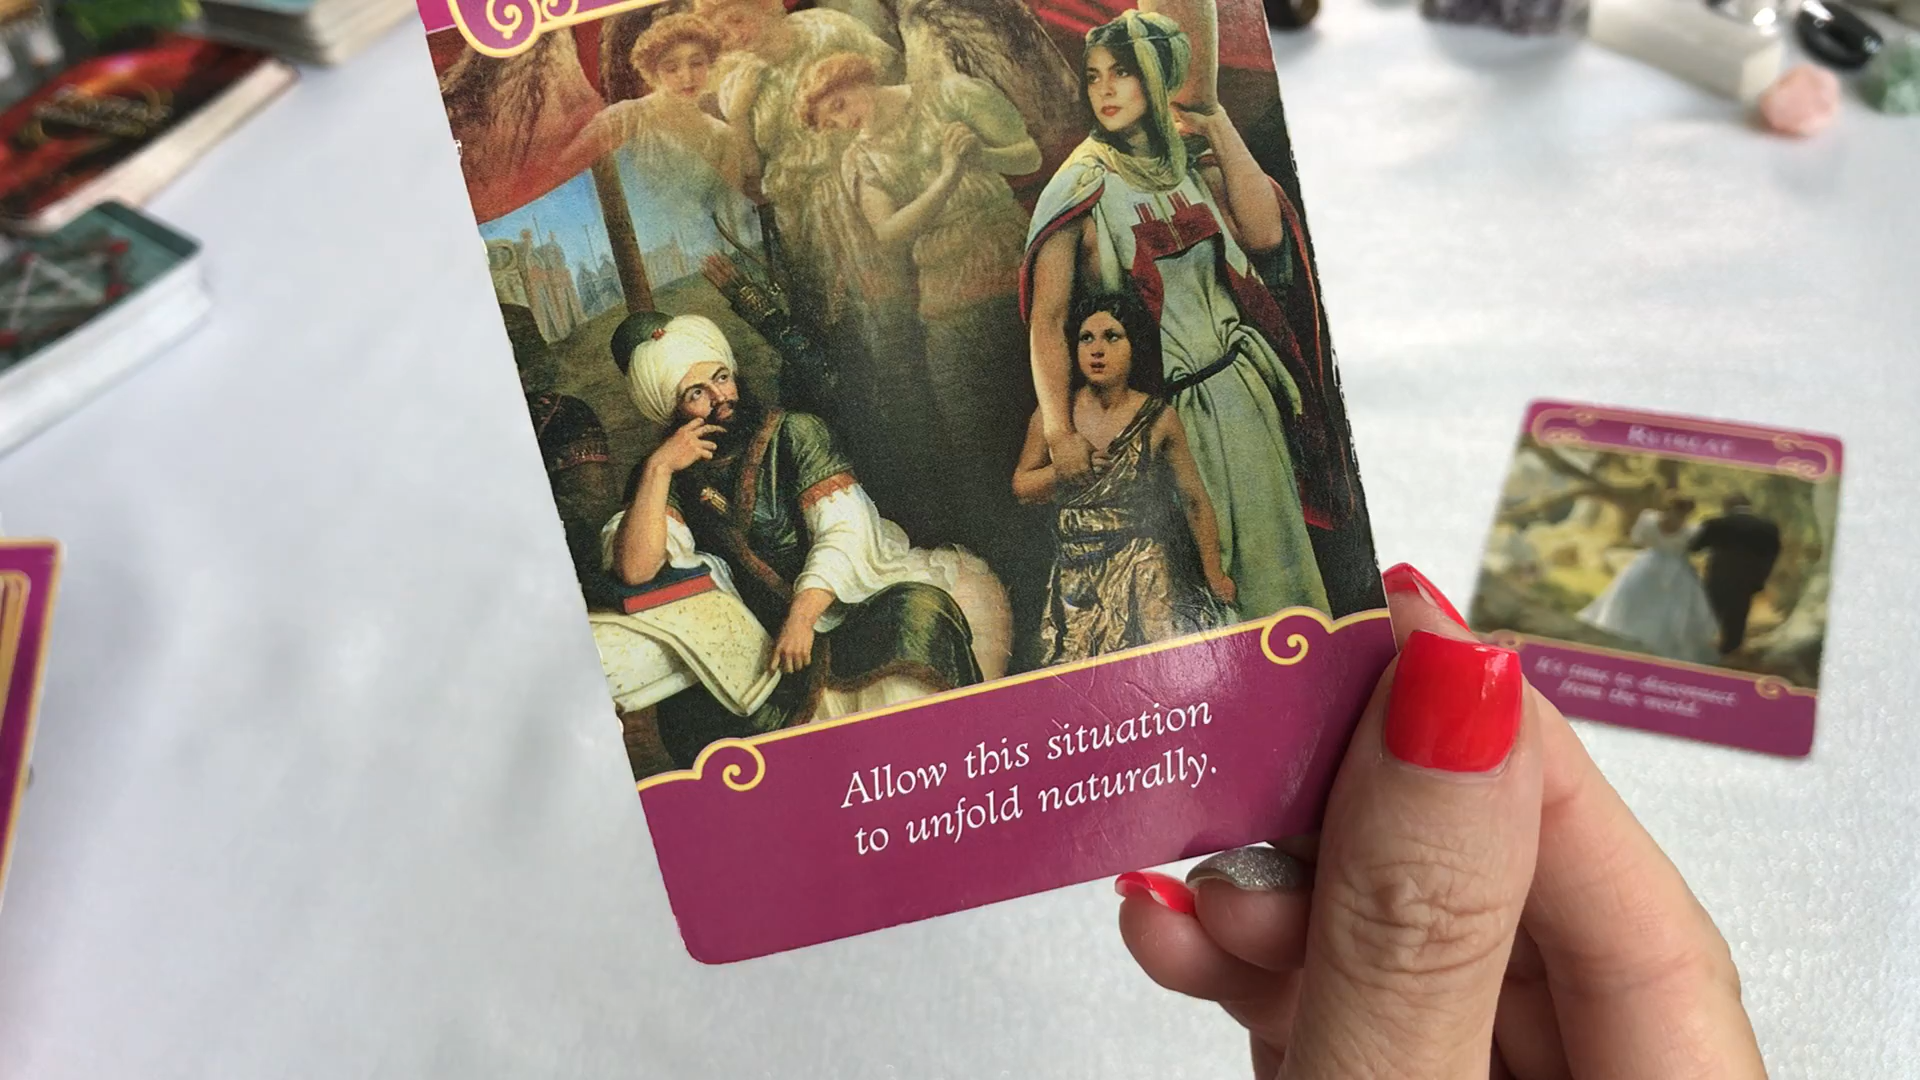 Allow this situation
to unfold naturally.
RETREAT
It's time to disconnect
from the world.